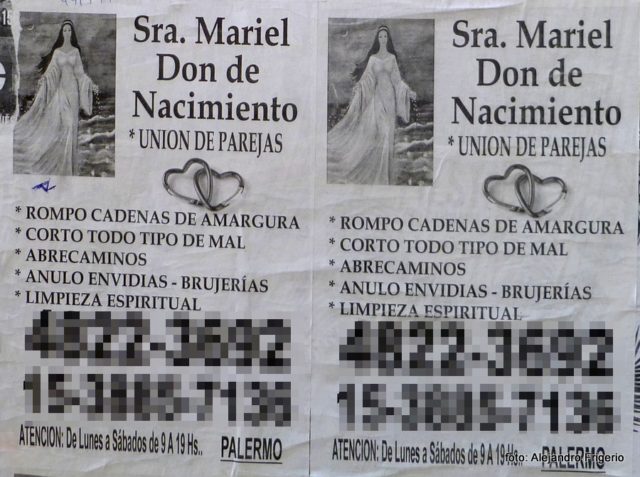 Sra. Mariel
Don de
Nacimiento
* UNION DE PAREJAS
* ROMPO CADENAS DE AMARGURA
* CORTO TODO TIPO DE MAL
* ABRECAMINOS
* ANULO ENVIDIAS - BRUJERÍAS
* LIMPIEZA ESPIRITUAL
ATENCION: De Lunes a Sábados de 9 A 19 Hs.. PALERMO
Sra. Mariel
Don de
Nacimiento
* UNION DE PAREJAS
* ROMPO CADENAS DE AMARGURA
* CORTO TODO TIPO DE MAL
* ABRECAMINOS
* ANULO ENVIDIAS - BRUJERÍAS
* LIMPIEZA ESPIRITUAL
ATENCION: De Lunes a Sábados de 9 A 19 Hs.. PALERMO
foto: Alejandro Frigerio